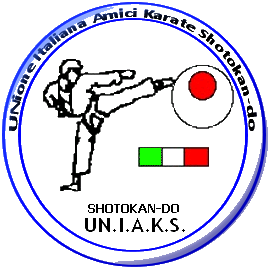 UNione Italiana Amici Karate Shotokan-do
SHOTOKAN-DO
UN.I.A.K.S.